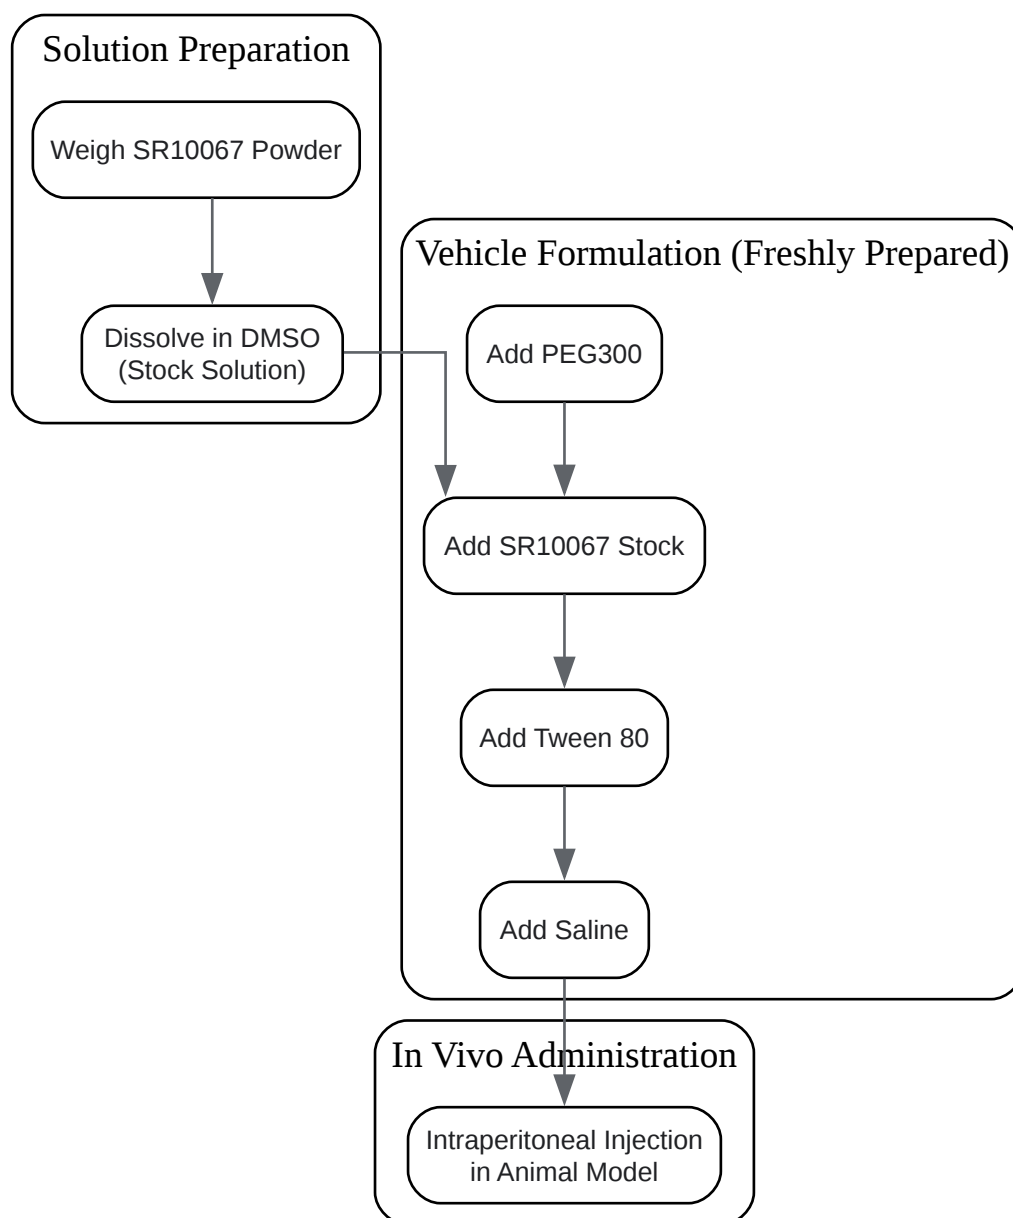 Solution Preparation
Weigh SR10067 Powder
Dissolve in DMSO
(Stock Solution)
Vehicle Formulation (Freshly Prepared)
Add PEG300
Add SR10067 Stock
Add Tween 80
Add Saline
In Vivo Administration
Intraperitoneal Injection
in Animal Model